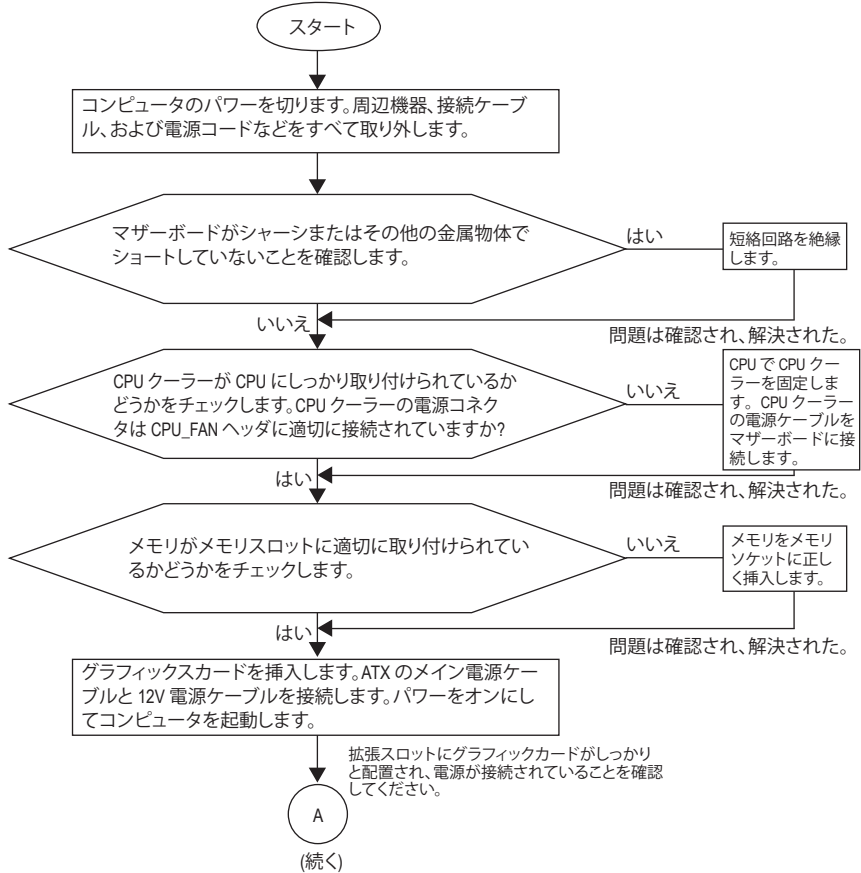 スタート
コンピュータのパワーを切ります。周辺機器、接続ケーブ
ル、および電源コードなどをすべて取り外します。
マザーボードがシャーシまたはその他の金属物体で
ショートしていないことを確認します。
はい
短絡回路を絶縁
します。
いいえ
問題は確認され、解決された。
CPU クーラーが CPU にしっかり取り付けられているか
どうかをチェックします。CPU クーラーの電源コネク
タは CPU_FAN ヘッダに適切に接続されていますか?
いいえ
CPU で CPU クー
ラーを固定しま
す。CPU クーラー
の電源ケーブルを
マザーボードに接
続します。
はい
問題は確認され、解決された。
メモリがメモリスロットに適切に取り付けられてい
るかどうかをチェックします。
いいえ
メモリをメモリ
ソケットに正し
く挿入します。
はい
問題は確認され、解決された。
グラフィックスカードを挿入します。ATX のメイン電源ケー
ブルと 12V 電源ケーブルを接続します。パワーをオンにし
てコンピュータを起動します。
拡張スロットにグラフィックカードがしっかり
と配置され、電源が接続されていることを確認
してください。
A
(続く)